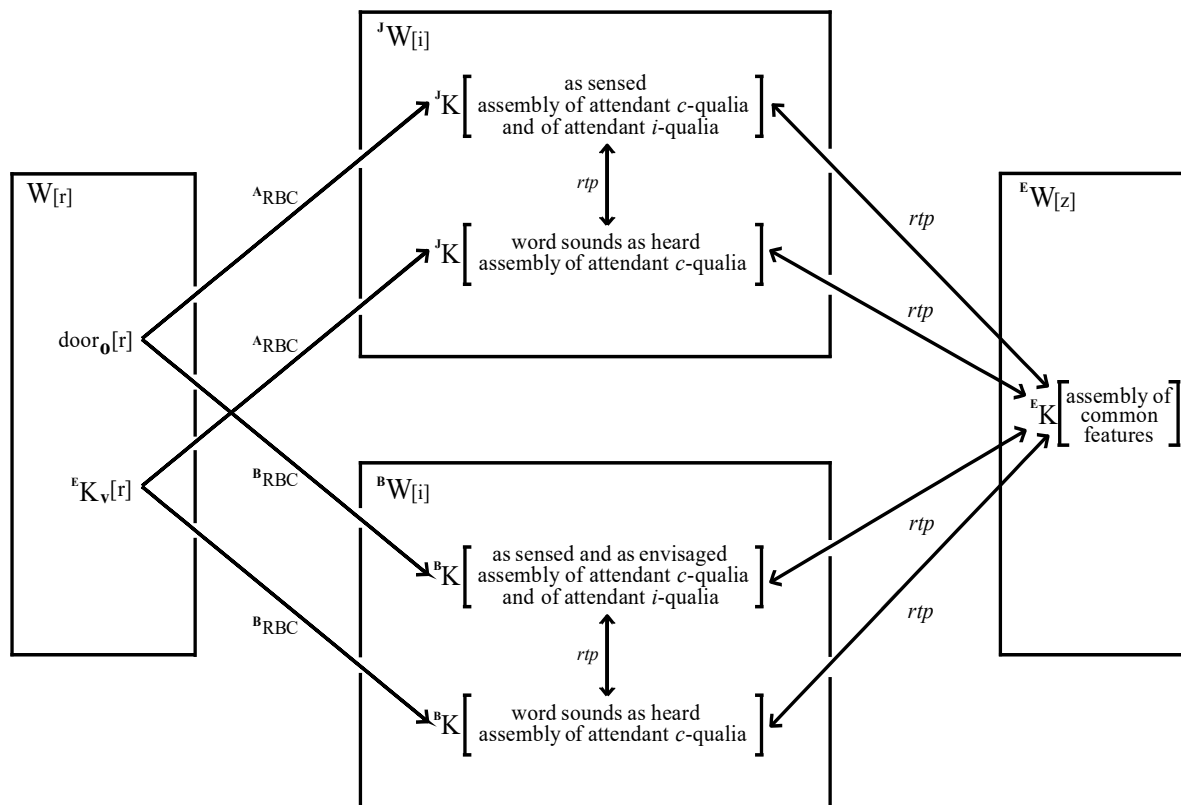 ᴶW[i]
ᴶK[as sensed
assembly of attendant c-qualia
and of attendant i-qualia]
rtp
ᴶK[word sounds as heard
assembly of attendant c-qualia]
W[r]
door₀[r]
ᴱKᵥ[r]
ᴬRBC
ᴬRBC
ᴮRBC
ᴮRBC
ᴮW[i]
ᴮK[as sensed and as envisaged
assembly of attendant c-qualia
and of attendant i-qualia]
rtp
ᴮK[word sounds as heard
assembly of attendant c-qualia]
rtp
rtp
rtp
rtp
ᴱW[z]
ᴱK[assembly of
common
features]